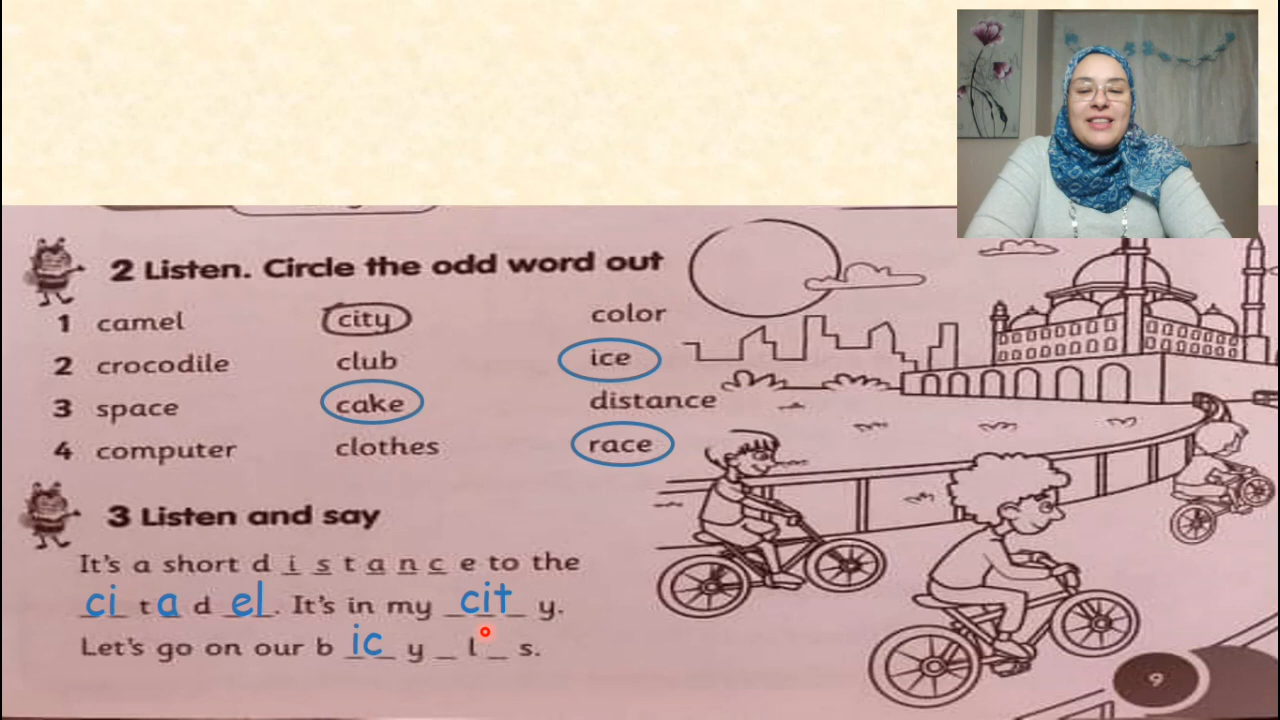 2 Listen. Circle the odd word out
1 camel city color
2 crocodile club ice
3 space cake distance
4 computer clothes race
3 Listen and say
It's a short d i s t a n c e to the
ci t a d el. It's in my cit y.
Let's go on our b ic y _ l _ s.
9